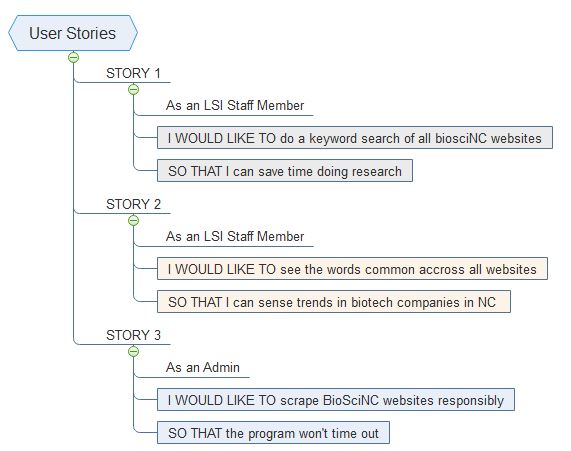 User Stories
STORY 1
As an LSI Staff Member
I WOULD LIKE TO do a keyword search of all biosciNC websites
SO THAT I can save time doing research
STORY 2
As an LSI Staff Member
I WOULD LIKE TO see the words common accross all websites
SO THAT I can sense trends in biotech companies in NC
STORY 3
As an Admin
I WOULD LIKE TO scrape BioSciNC websites responsibly
SO THAT the program won't time out